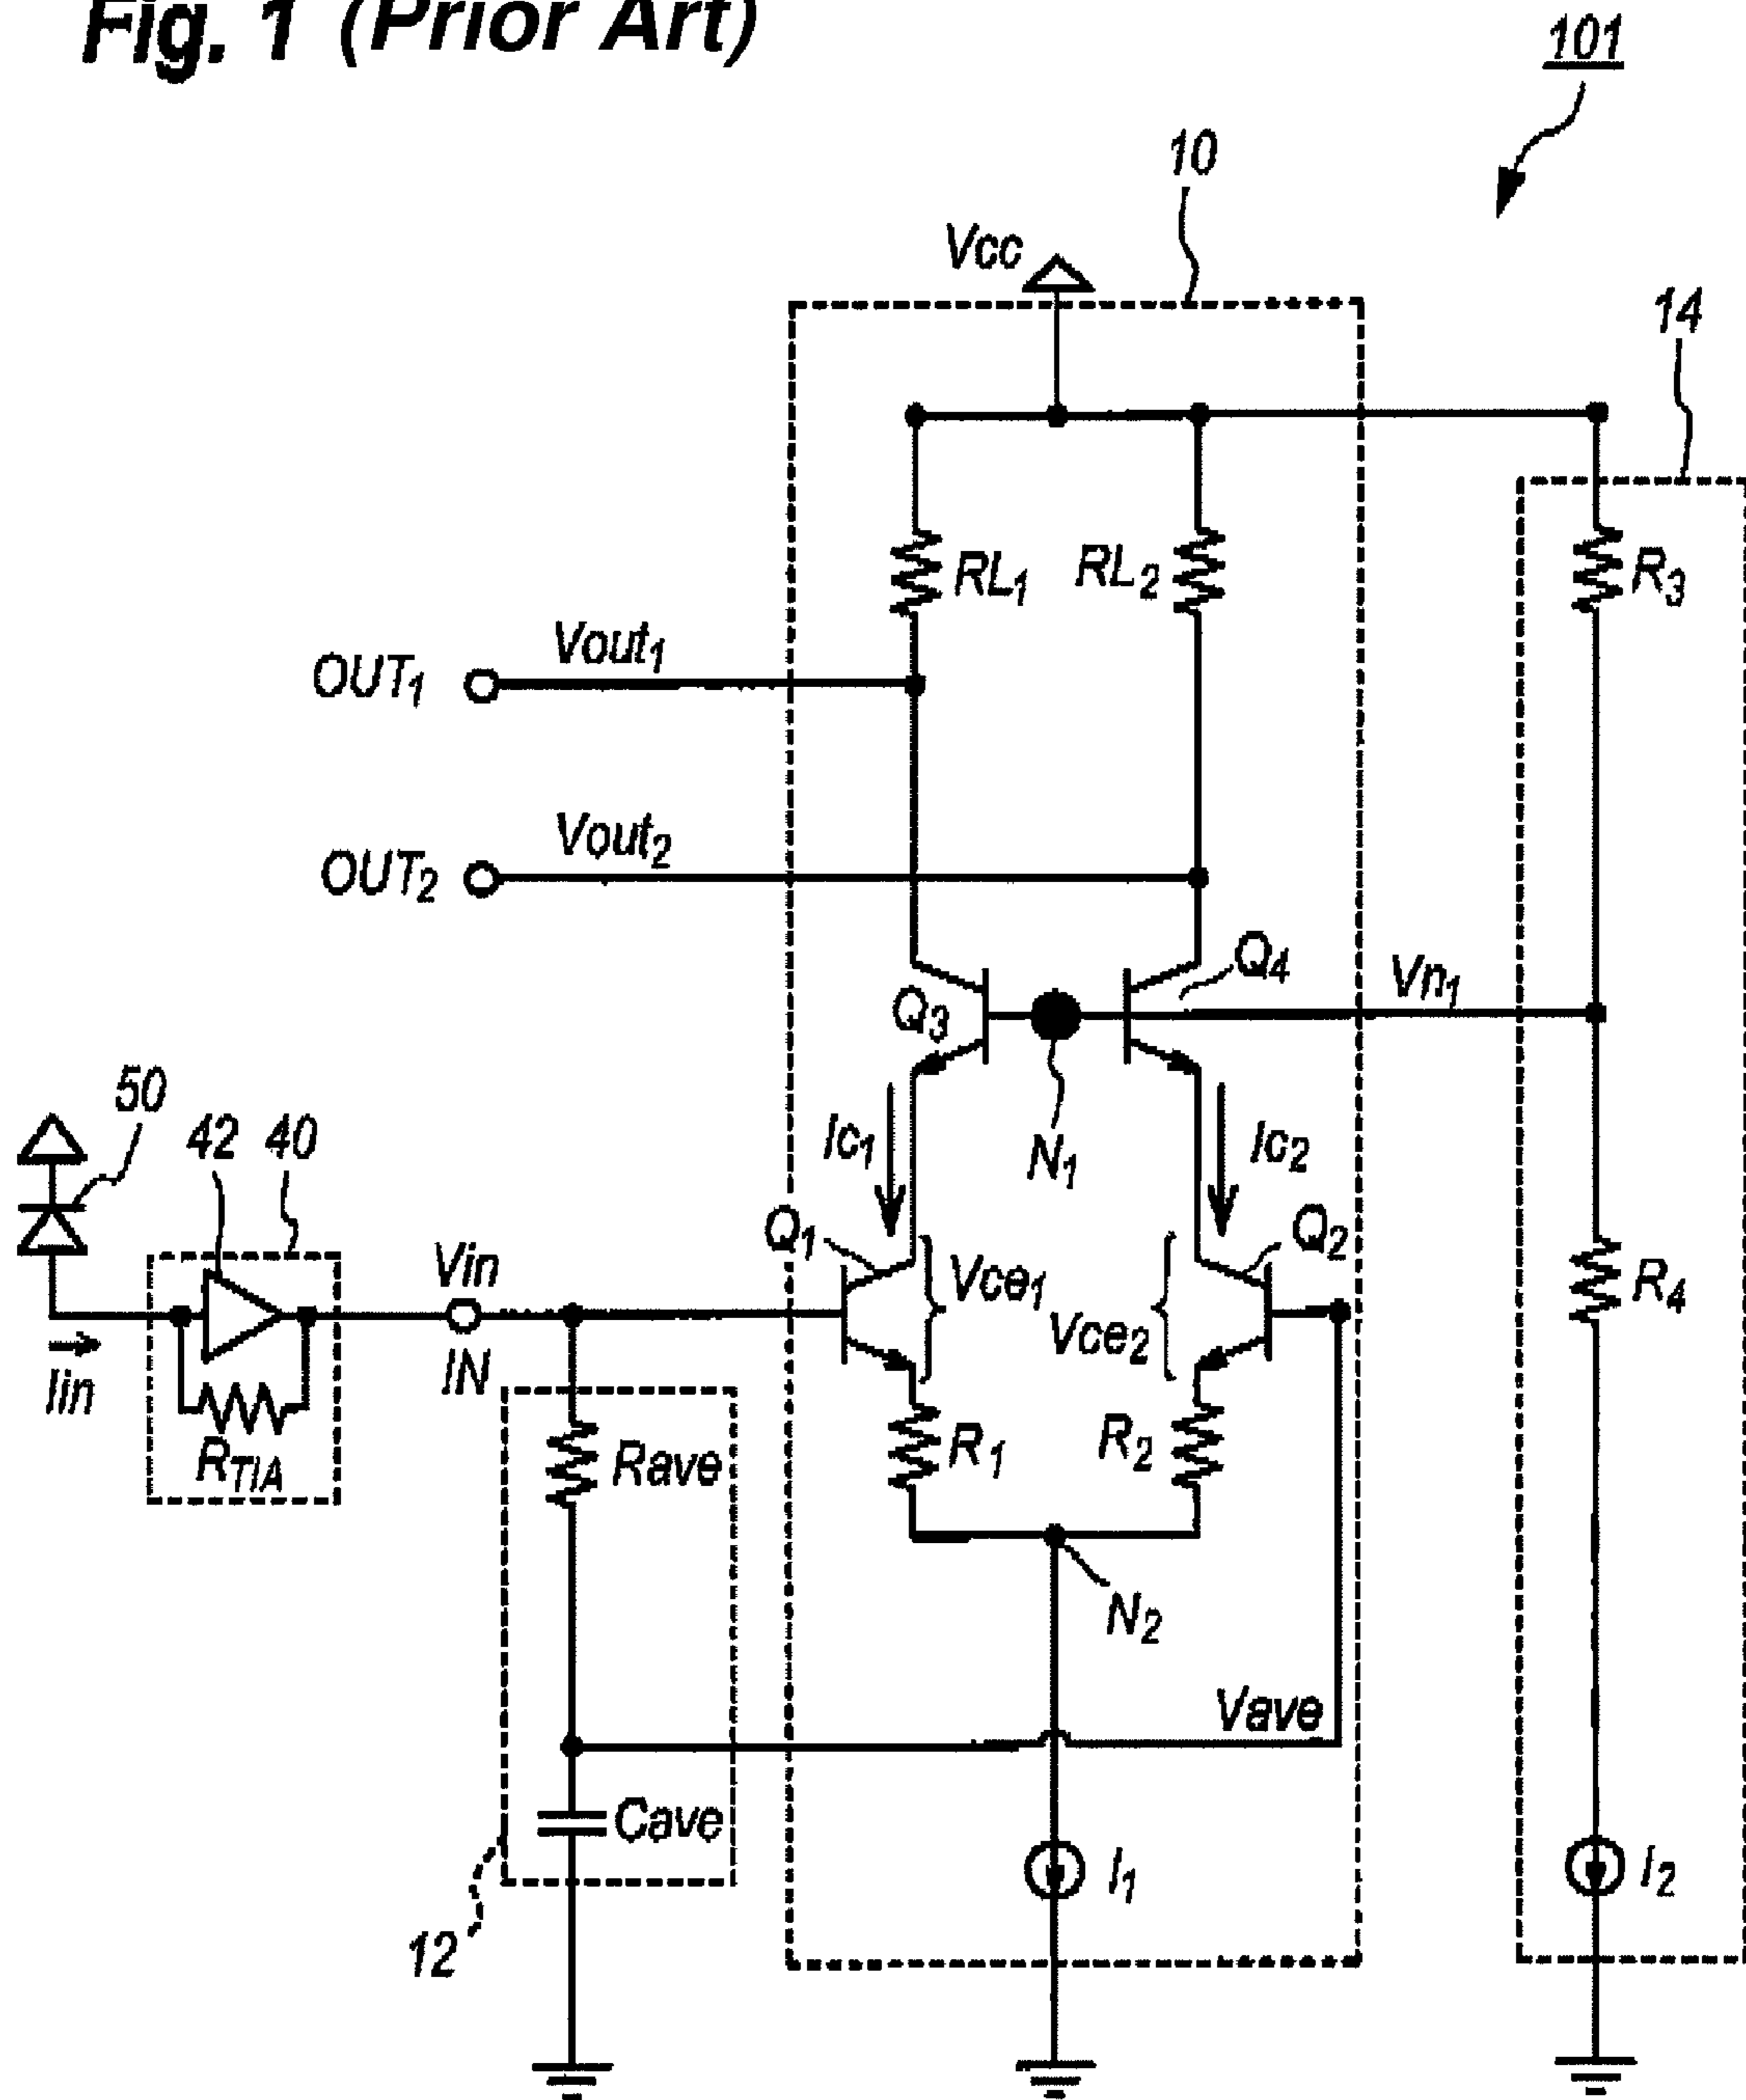 Fig. 1 (Prior Art)
101
10
Vcc
14
RL1
RL2
R3
Vout1
OUT1
Vout2
OUT2
Q4
Vn1
Q3
50
42
40
Ic1
N1
Ic2
Q1
Q2
Vin
Vce1
Vce2
R4
IN
Iin
RTIA
Rave
R1
R2
N2
Vave
Cave
I1
I2
12